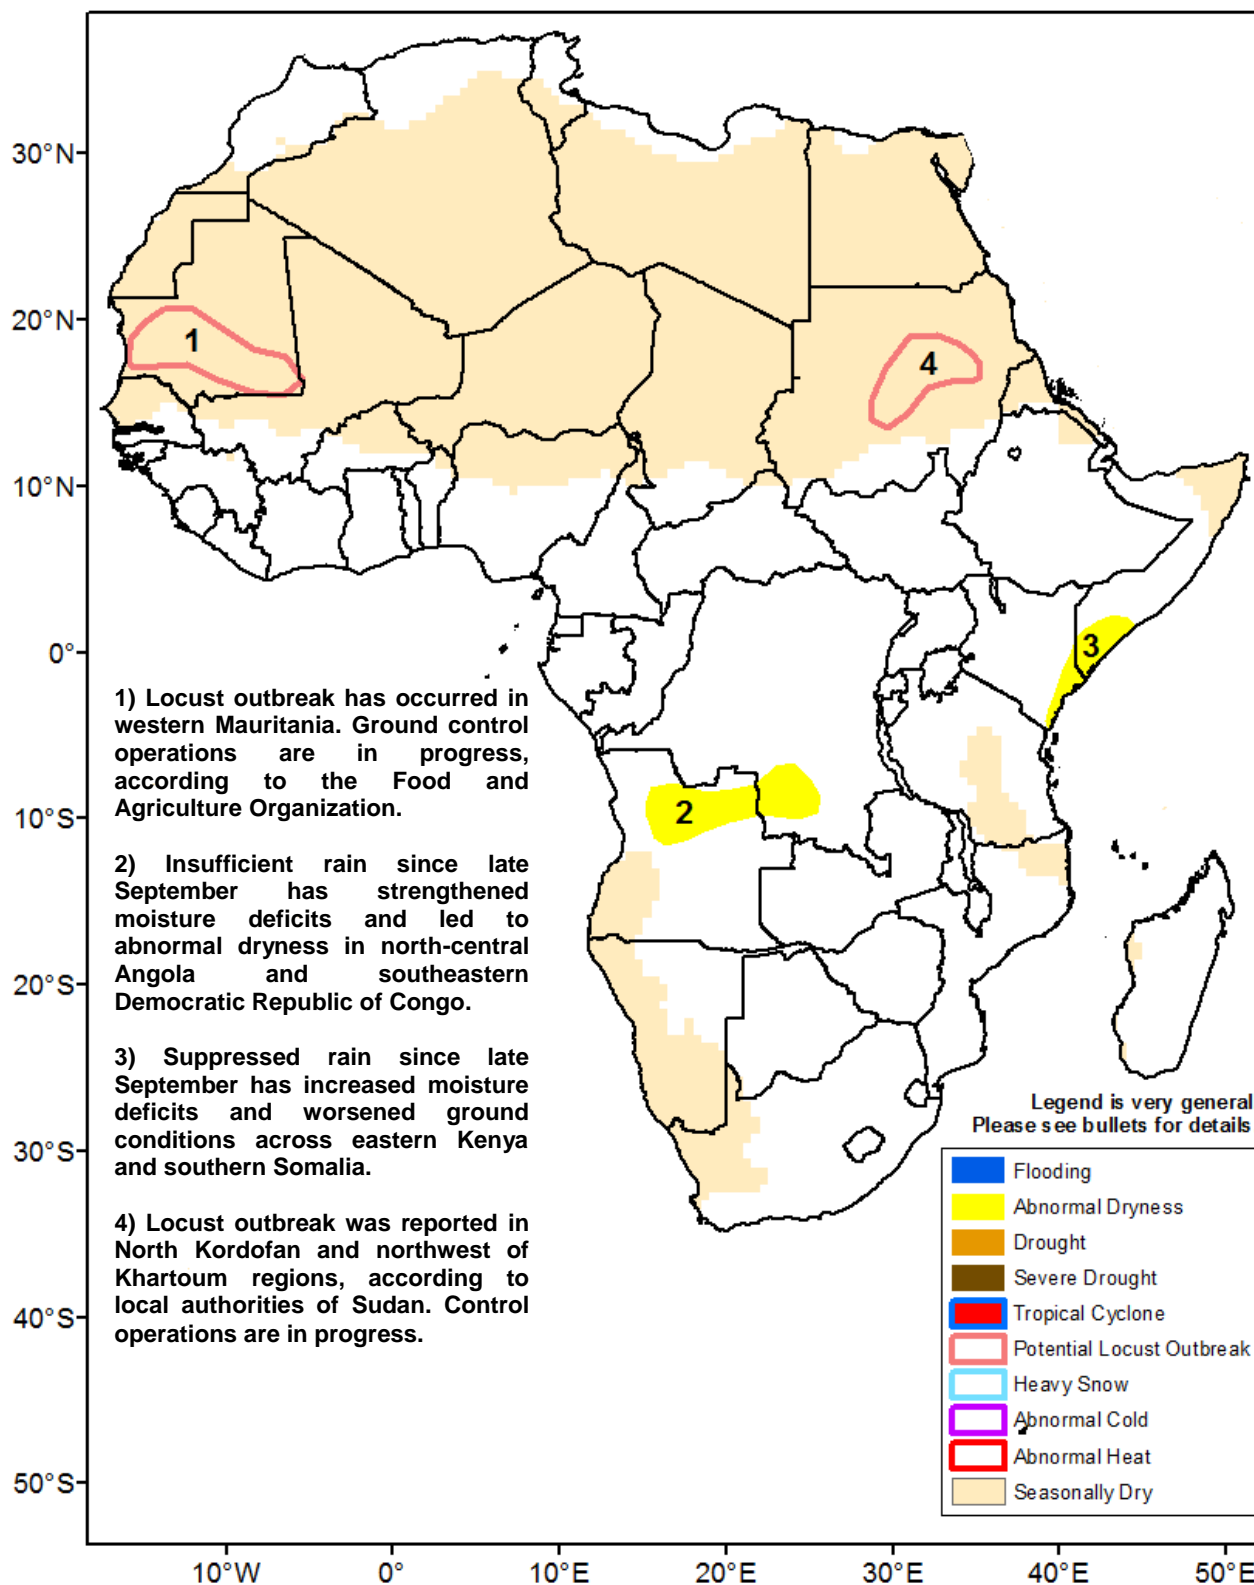 30°N
20°N
10°N
0°
10°S
20°S
30°S
40°S
50°S
1
4
3
2
1) Locust outbreak has occurred in
western Mauritania. Ground control
operations are in progress,
according to the Food and
Agriculture Organization.
2) Insufficient rain since late
September has strengthened
moisture deficits and led to
abnormal dryness in north-central
Angola and southeastern
Democratic Republic of Congo.
3) Suppressed rain since late
September has increased moisture
deficits and worsened ground
conditions across eastern Kenya
and southern Somalia.
4) Locust outbreak was reported in
North Kordofan and northwest of
Khartoum regions, according to
local authorities of Sudan. Control
operations are in progress.
Legend is very general
Please see bullets for details
Flooding
Abnormal Dryness
Drought
Severe Drought
Tropical Cyclone
Potential Locust Outbreak
Heavy Snow
Abnormal Cold
Abnormal Heat
Seasonally Dry
10°W
0°
10°E
20°E
30°E
40°E
50°E